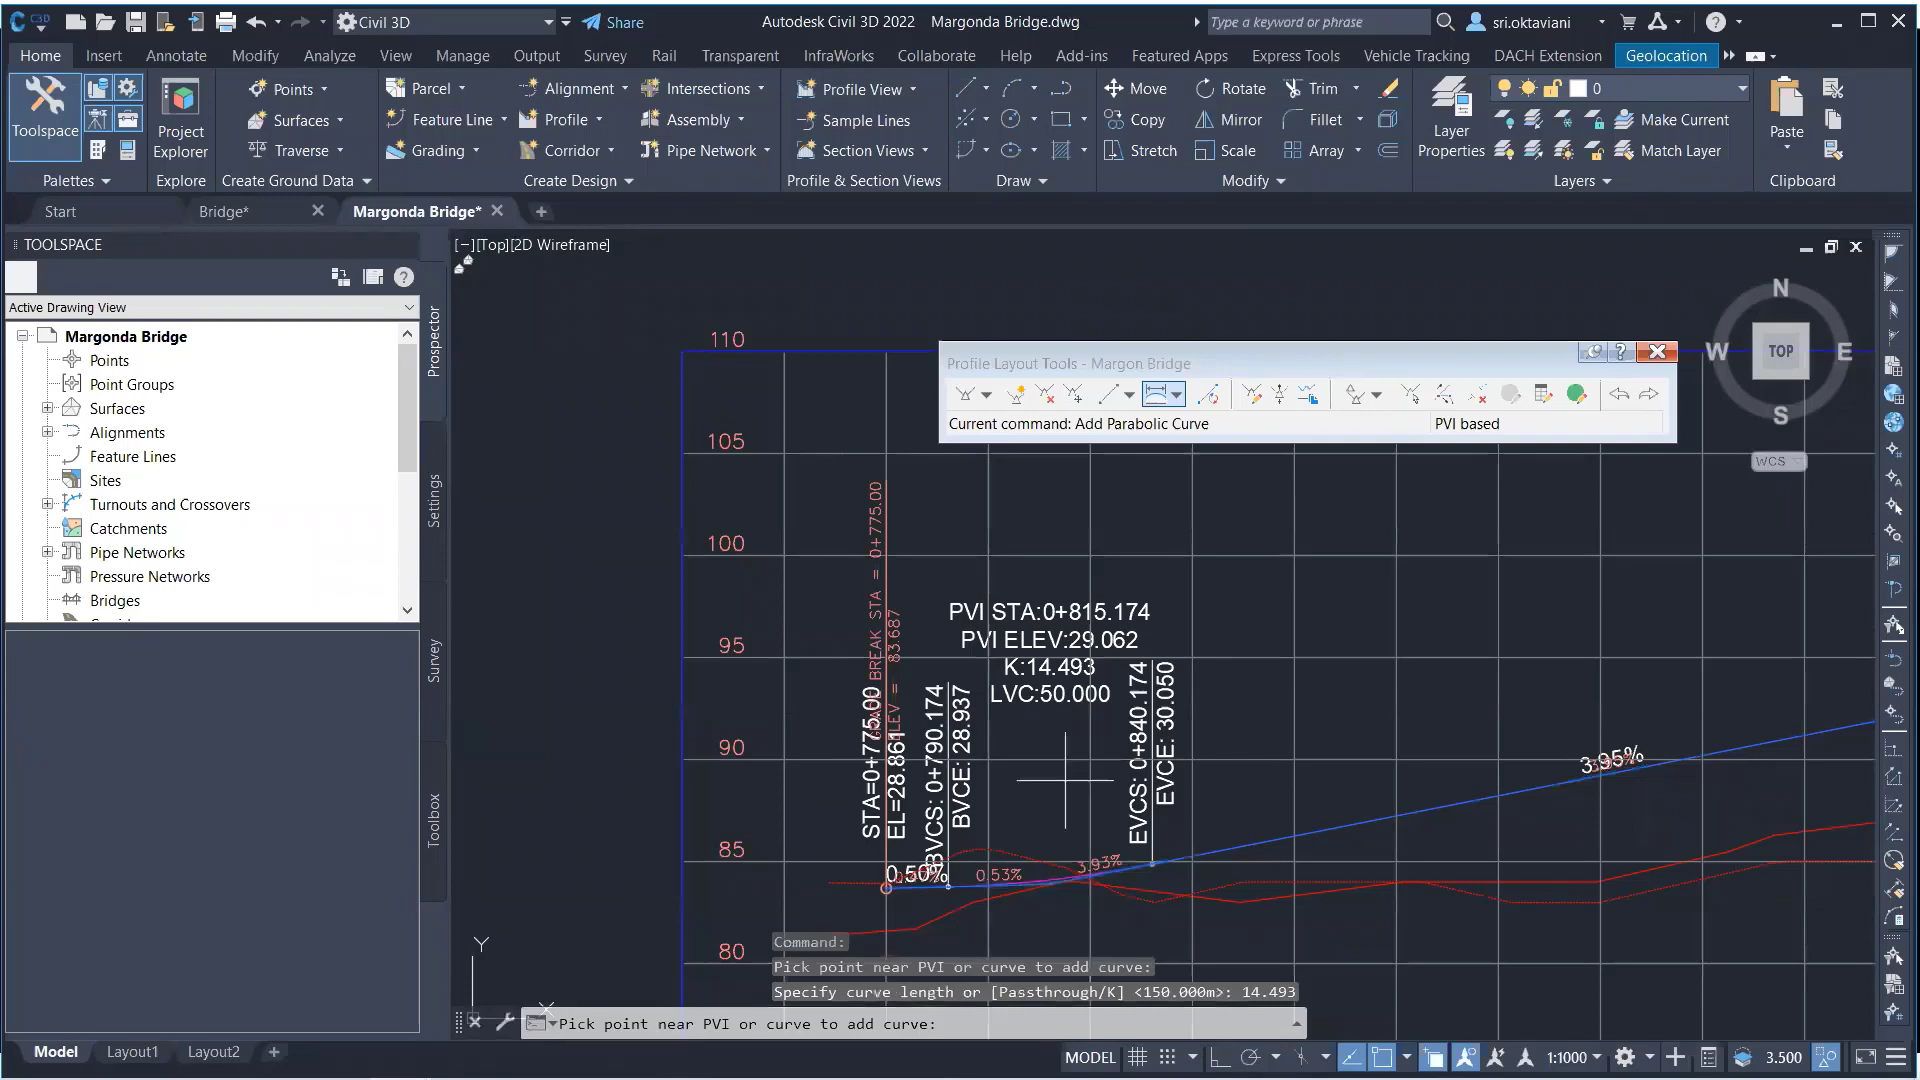 C3D
Civil 3D
Share
Autodesk Civil 3D 2022 Margonda Bridge.dwg
Type a keyword or phrase
sri.oktaviani
Home Insert Annotate Modify Analyze View Manage Output Survey Rail Transparent InfraWorks Collaborate Help Add-ins Featured Apps Express Tools Vehicle Tracking DACH Extension Geolocation
Toolspace
Palettes
Project Explorer
Explore
Points
Surfaces
Traverse
Create Ground Data
Parcel
Feature Line
Grading
Alignment
Profile
Corridor
Intersections
Assembly
Pipe Network
Create Design
Profile View
Sample Lines
Section Views
Profile & Section Views
Draw
Move
Copy
Stretch
Rotate
Mirror
Scale
Trim
Fillet
Array
Modify
Layer Properties
0
Make Current
Match Layer
Layers
Paste
Clipboard
Start
Bridge*
Margonda Bridge*
TOOLSPACE
Active Drawing View
Margonda Bridge
Points
Point Groups
Surfaces
Alignments
Feature Lines
Sites
Turnouts and Crossovers
Catchments
Pipe Networks
Pressure Networks
Bridges
Prospector
Settings
Survey
Toolbox
[−][Top][2D Wireframe]
N
W
TOP
E
S
WCS
Profile Layout Tools - Margon Bridge
Current command: Add Parabolic Curve
PVI based
110
105
100
95
90
85
80
GRADE BREAK STA = 0+775.00
ELEV = 83.687
STA=0+775.00
EL=28.861
BVCS: 0+790.174
BVCE: 28.937
PVI STA:0+815.174
PVI ELEV:29.062
K:14.493
LVC:50.000
EVCS: 0+840.174
EVCE: 30.050
0.50%
0.53%
3.93%
3.95%
Y
X
Command:
Pick point near PVI or curve to add curve:
Specify curve length or [Passthrough/K] <150.000m>: 14.493
Pick point near PVI or curve to add curve:
Model
Layout1
Layout2
MODEL
1:1000
3.500